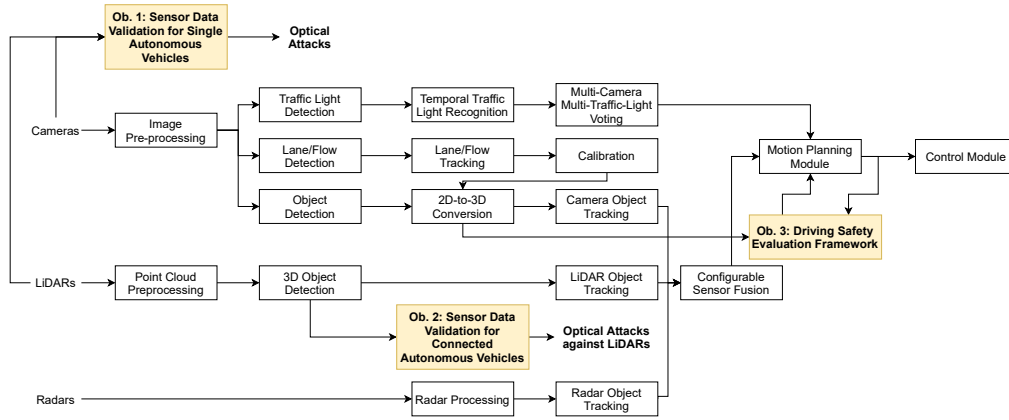 Ob. 1: Sensor Data
Validation for Single
Autonomous
Vehicles
Optical
Attacks
Cameras
Image
Pre-processing
Traffic Light
Detection
Temporal Traffic
Light Recognition
Multi-Camera
Multi-Traffic-Light
Voting
Lane/Flow
Detection
Lane/Flow
Tracking
Calibration
Motion Planning
Module
Control Module
Object
Detection
2D-to-3D
Conversion
Camera Object
Tracking
Ob. 3: Driving Safety
Evaluation Framework
LiDARs
Point Cloud
Preprocessing
3D Object
Detection
LiDAR Object
Tracking
Configurable
Sensor Fusion
Ob. 2: Sensor Data
Validation for
Connected
Autonomous Vehicles
Optical Attacks
against LiDARs
Radars
Radar Processing
Radar Object
Tracking